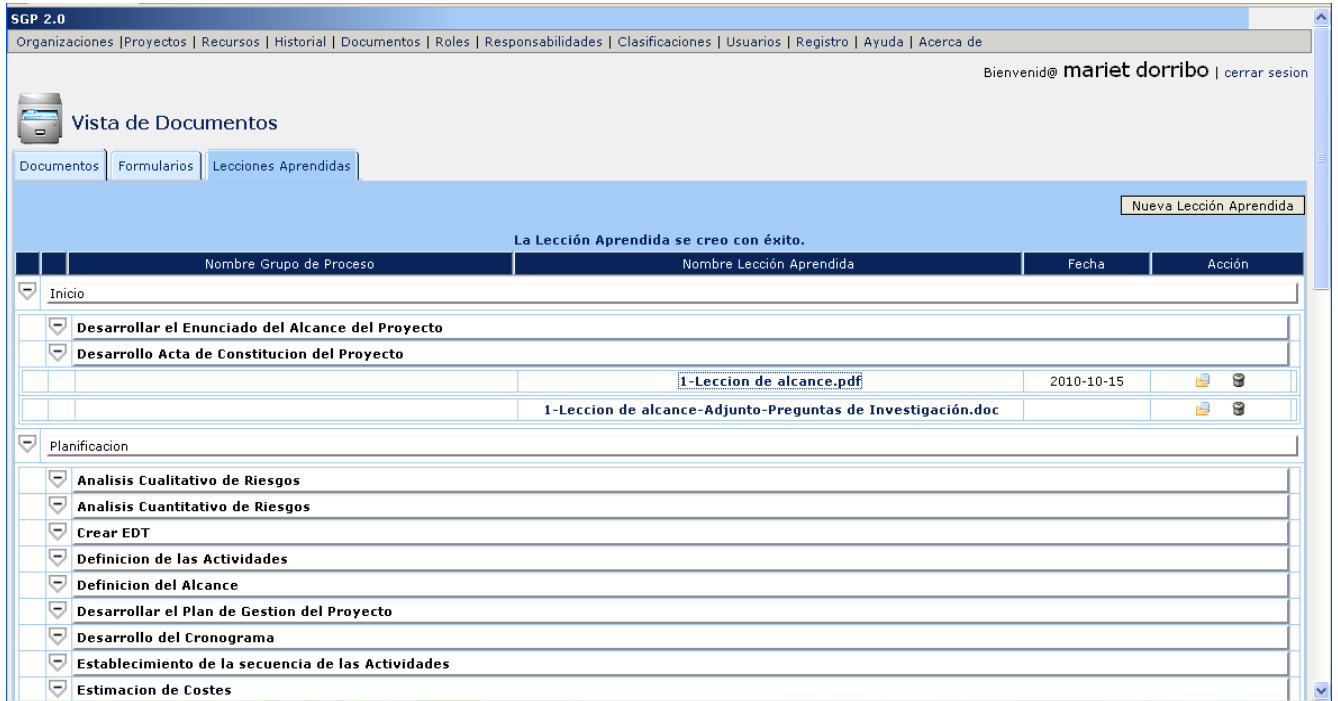 SGP 2.0
Organizaciones |Proyectos | Recursos | Historial | Documentos | Roles | Responsabilidades | Clasificaciones | Usuarios | Registro | Ayuda | Acerca de
Bienvenid@ mariet dorribo | cerrar sesion
Vista de Documentos
Documentos Formularios Lecciones Aprendidas
Nueva Lección Aprendida
La Lección Aprendida se creo con éxito.
Nombre Grupo de Proceso Nombre Lección Aprendida Fecha Acción
Inicio
Desarrollar el Enunciado del Alcance del Proyecto
Desarrollo Acta de Constitucion del Proyecto
1-Leccion de alcance.pdf 2010-10-15
1-Leccion de alcance-Adjunto-Preguntas de Investigación.doc
Planificacion
Analisis Cualitativo de Riesgos
Analisis Cuantitativo de Riesgos
Crear EDT
Definicion de las Actividades
Definicion del Alcance
Desarrollar el Plan de Gestion del Proyecto
Desarrollo del Cronograma
Establecimiento de la secuencia de las Actividades
Estimacion de Costes